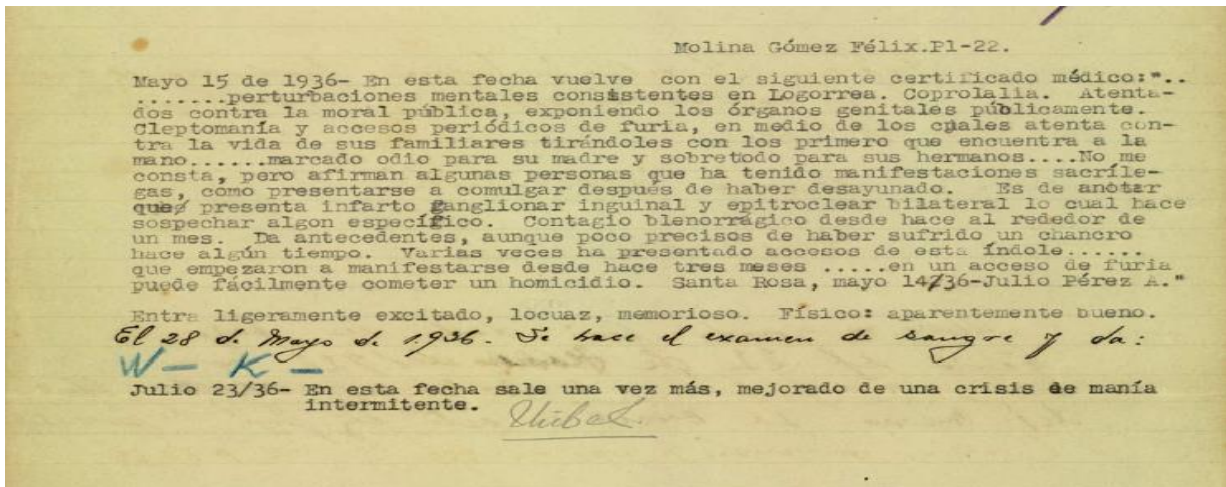 Molina Gómez Félix.P1-22.
Mayo 15 de 1936- En esta fecha vuelve con el siguiente certificado médico:"..
.......perturbaciones mentales consistentes en Logorrea. Coprolalia. Atenta-
dos contra la moral pública, exponiendo los órganos genitales públicamente.
Cleptomanía y accesos periódicos de furia, en medio de los cuales atenta con-
tra la vida de sus familiares tirándoles con los primero que encuentra a la
mano......marcado odio para su madre y sobretodo para sus hermanos....No me
consta, pero afirman algunas personas que ha tenido manifestaciones sacríle-
gas, como presentarse a comulgar después de haber desayunado. Es de anotar
que presenta infarto ganglionar inguinal y epitroclear bilateral lo cual hace
sospechar algon específico. Contagio blenorrágico desde hace al rededor de
un mes. Da antecedentes, aunque poco precisos de haber sufrido un chancro
hace algún tiempo. Varias veces ha presentado accesos de esta índole......
que empezaron a manifestarse desde hace tres meses .....en un acceso de furia
puede fácilmente cometer un homicidio. Santa Rosa, mayo 14/36-Julio Pérez A."
Entra ligeramente excitado, locuaz, memorioso. Físico: aparentemente bueno.
El 28 de Mayo de 1936. Se hace el examen de sangre y da:
W - K -
Julio 23/36- En esta fecha sale una vez más, mejorado de una crisis de manía
intermitente.